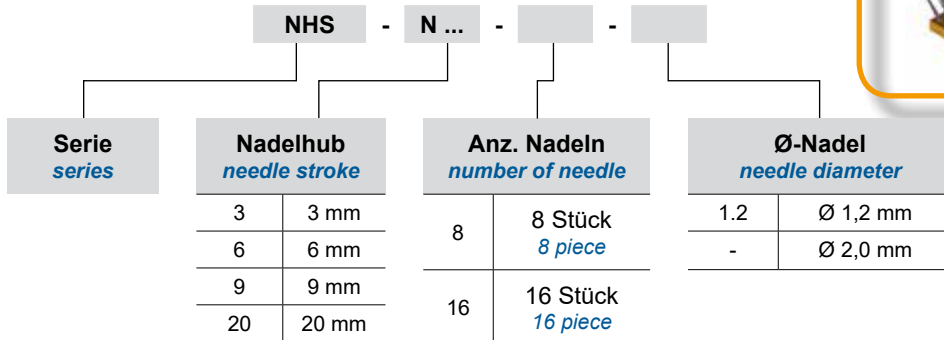 NHS - N ... - -
Serie
series
Nadelhub
needle stroke
3 3 mm
6 6 mm
9 9 mm
20 20 mm
Anz. Nadeln
number of needle
8 8 Stück
8 piece
16 16 Stück
16 piece
Ø-Nadel
needle diameter
1.2 Ø 1,2 mm
- Ø 2,0 mm